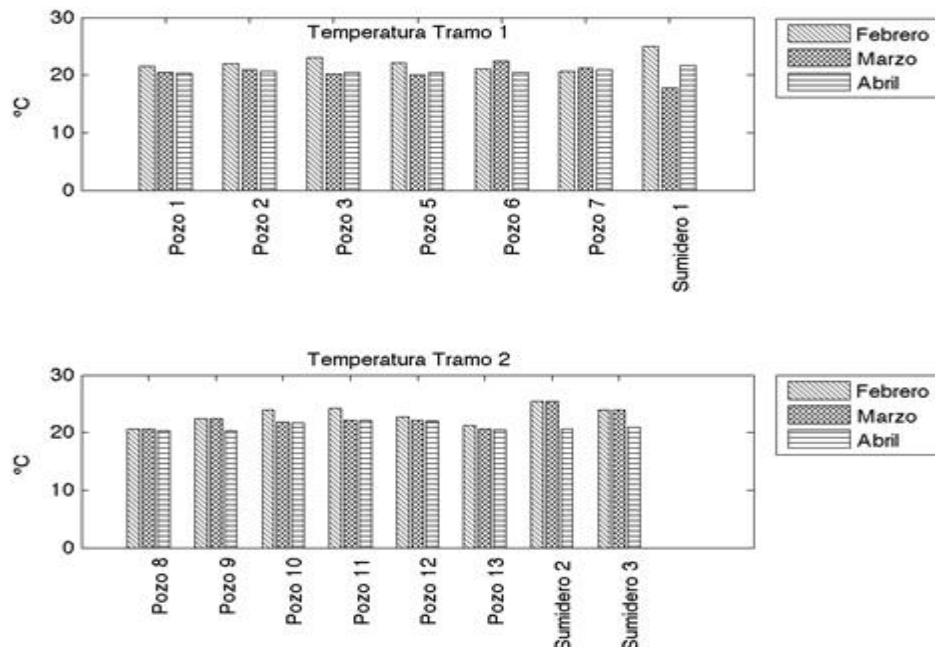 Temperatura Tramo 1
30
20
10
0
ºC
Pozo 1
Pozo 2
Pozo 3
Pozo 5
Pozo 6
Pozo 7
Sumidero 1
Febrero
Marzo
Abril
Temperatura Tramo 2
30
20
10
0
ºC
Pozo 8
Pozo 9
Pozo 10
Pozo 11
Pozo 12
Pozo 13
Sumidero 2
Sumidero 3
Febrero
Marzo
Abril